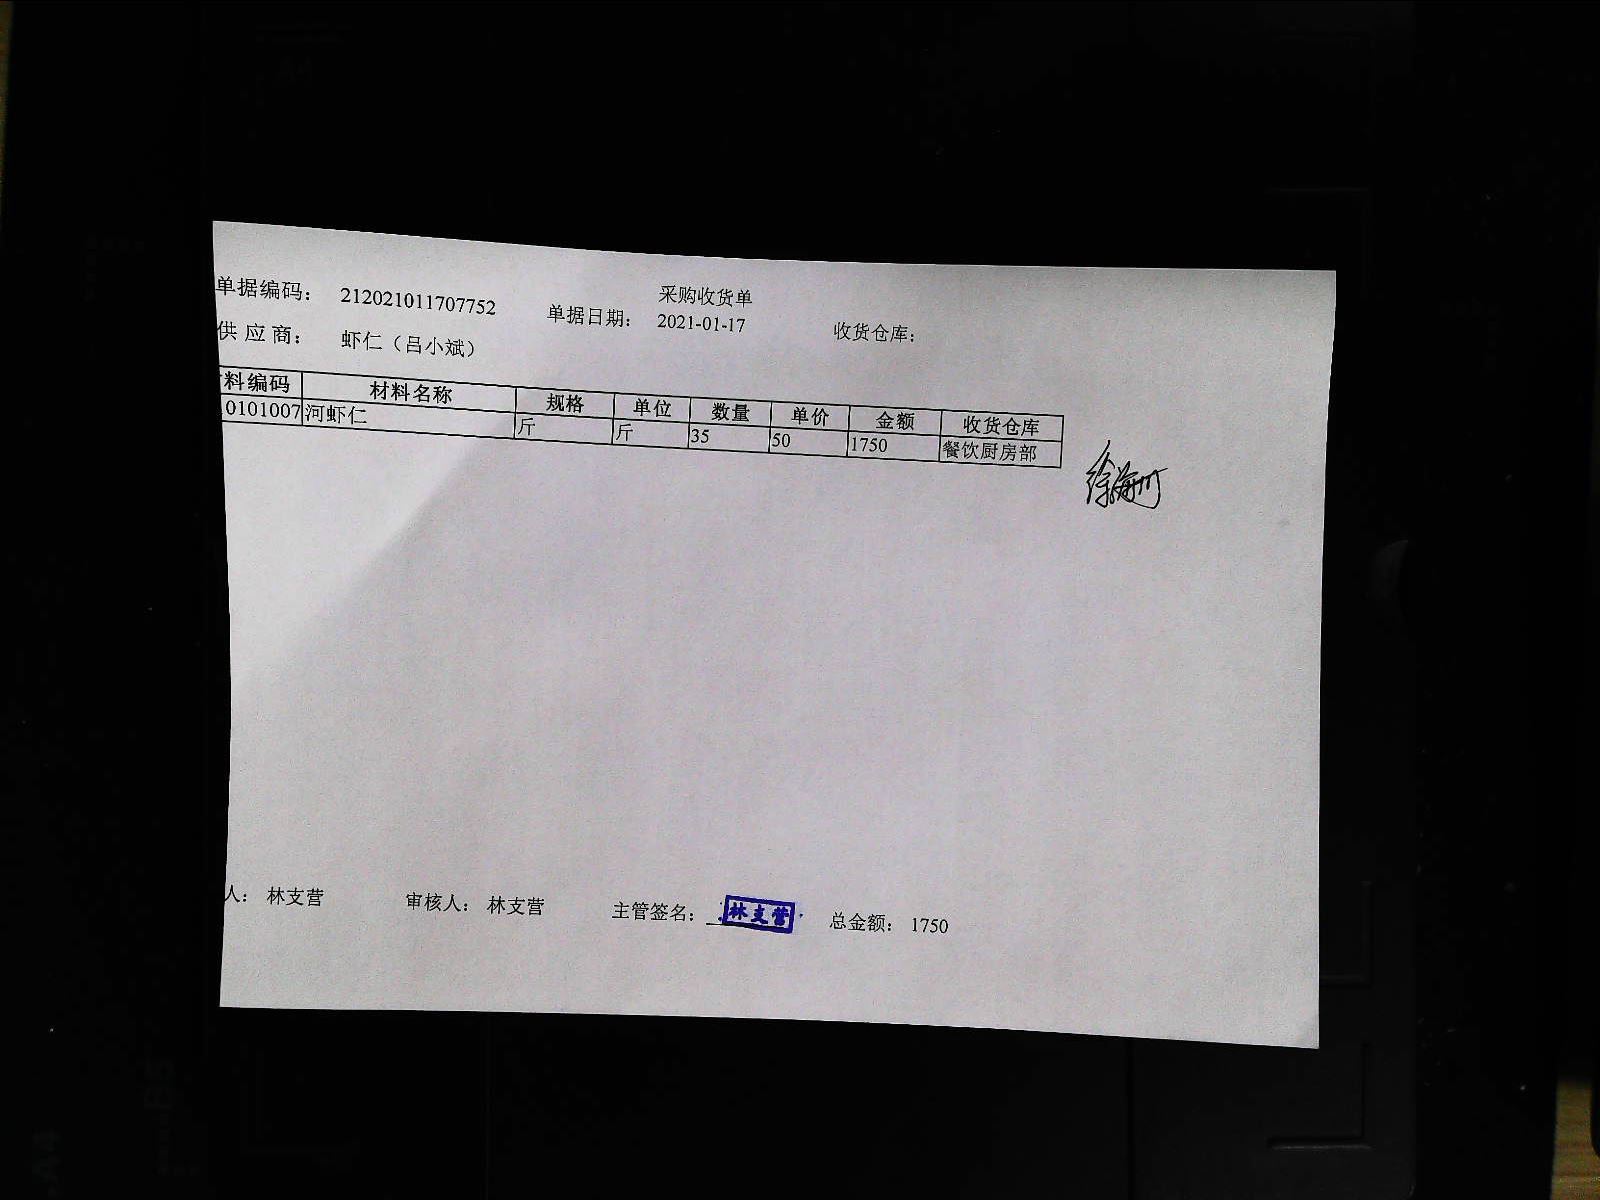 采购收货单
单据编码： 212021011707752 单据日期： 2021-01-17 收货仓库：
供 应 商： 虾仁（吕小斌）
料编码 材料名称 规格 单位 数量 单价 金额 收货仓库
0101007 河虾仁 斤 斤 35 50 1750 餐饮厨房部
徐海川
人： 林支营 审核人： 林支营 主管签名： 林支营 总金额： 1750